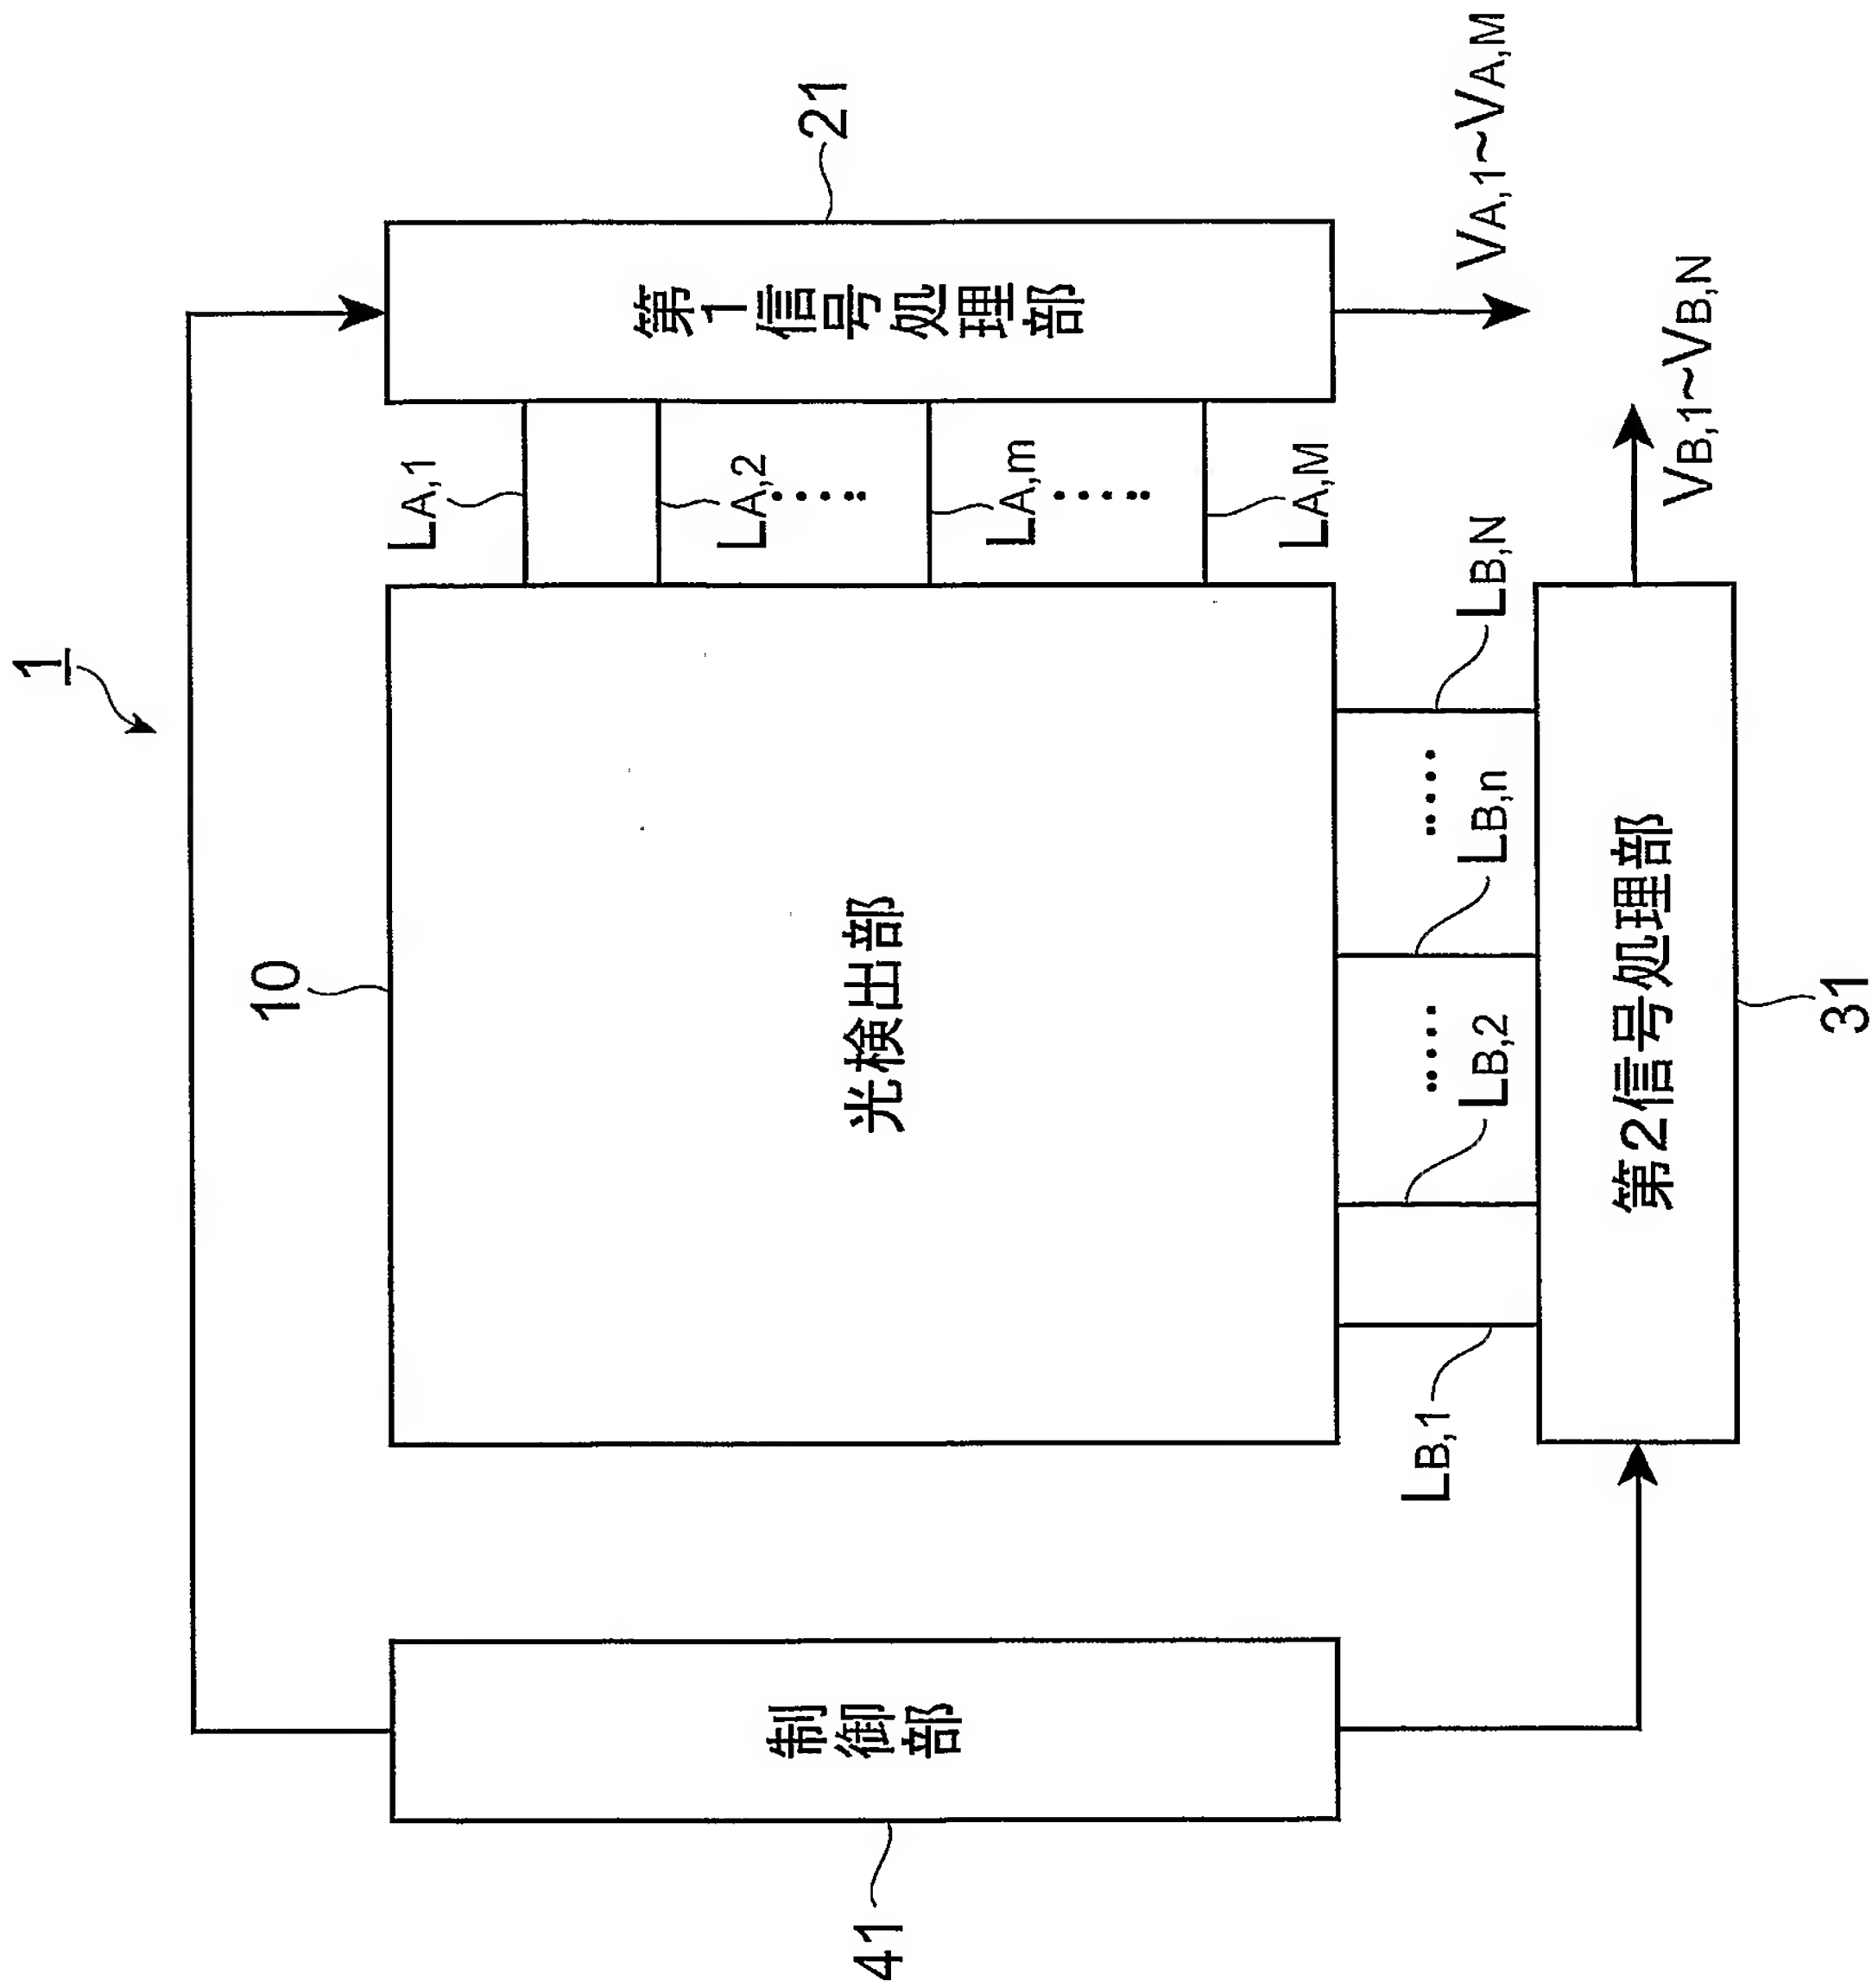 1
10
光検出部
第1信号処理部
21
LA,1
LA,2
LA,m
LA,M
VA,1~VA,M
LB,1
LB,2
LB,n
LB,N
第2信号処理部
31
VB,1~VB,N
制御部
41